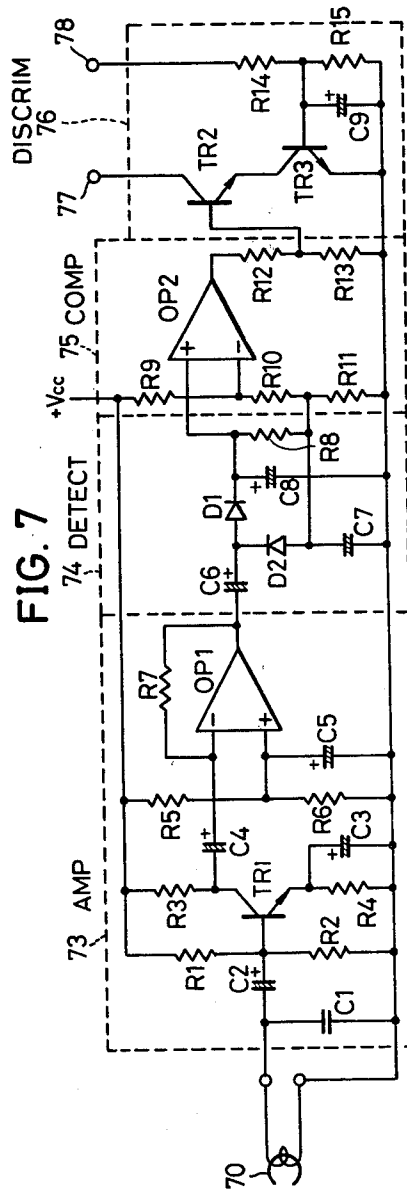 FIG. 7
73 AMP
74 DETECT
75 COMP
DISCRIM
76
77
78
70
+Vcc
R1
R2
R3
R4
R5
R6
R7
R8
R9
R10
R11
R12
R13
R14
R15
C1
C2
+
C3
+
C4
+
C5
+
C6
+
C7
C8
+
C9
+
D1
D2
TR1
TR2
TR3
OP1
-
+
OP2
+
-